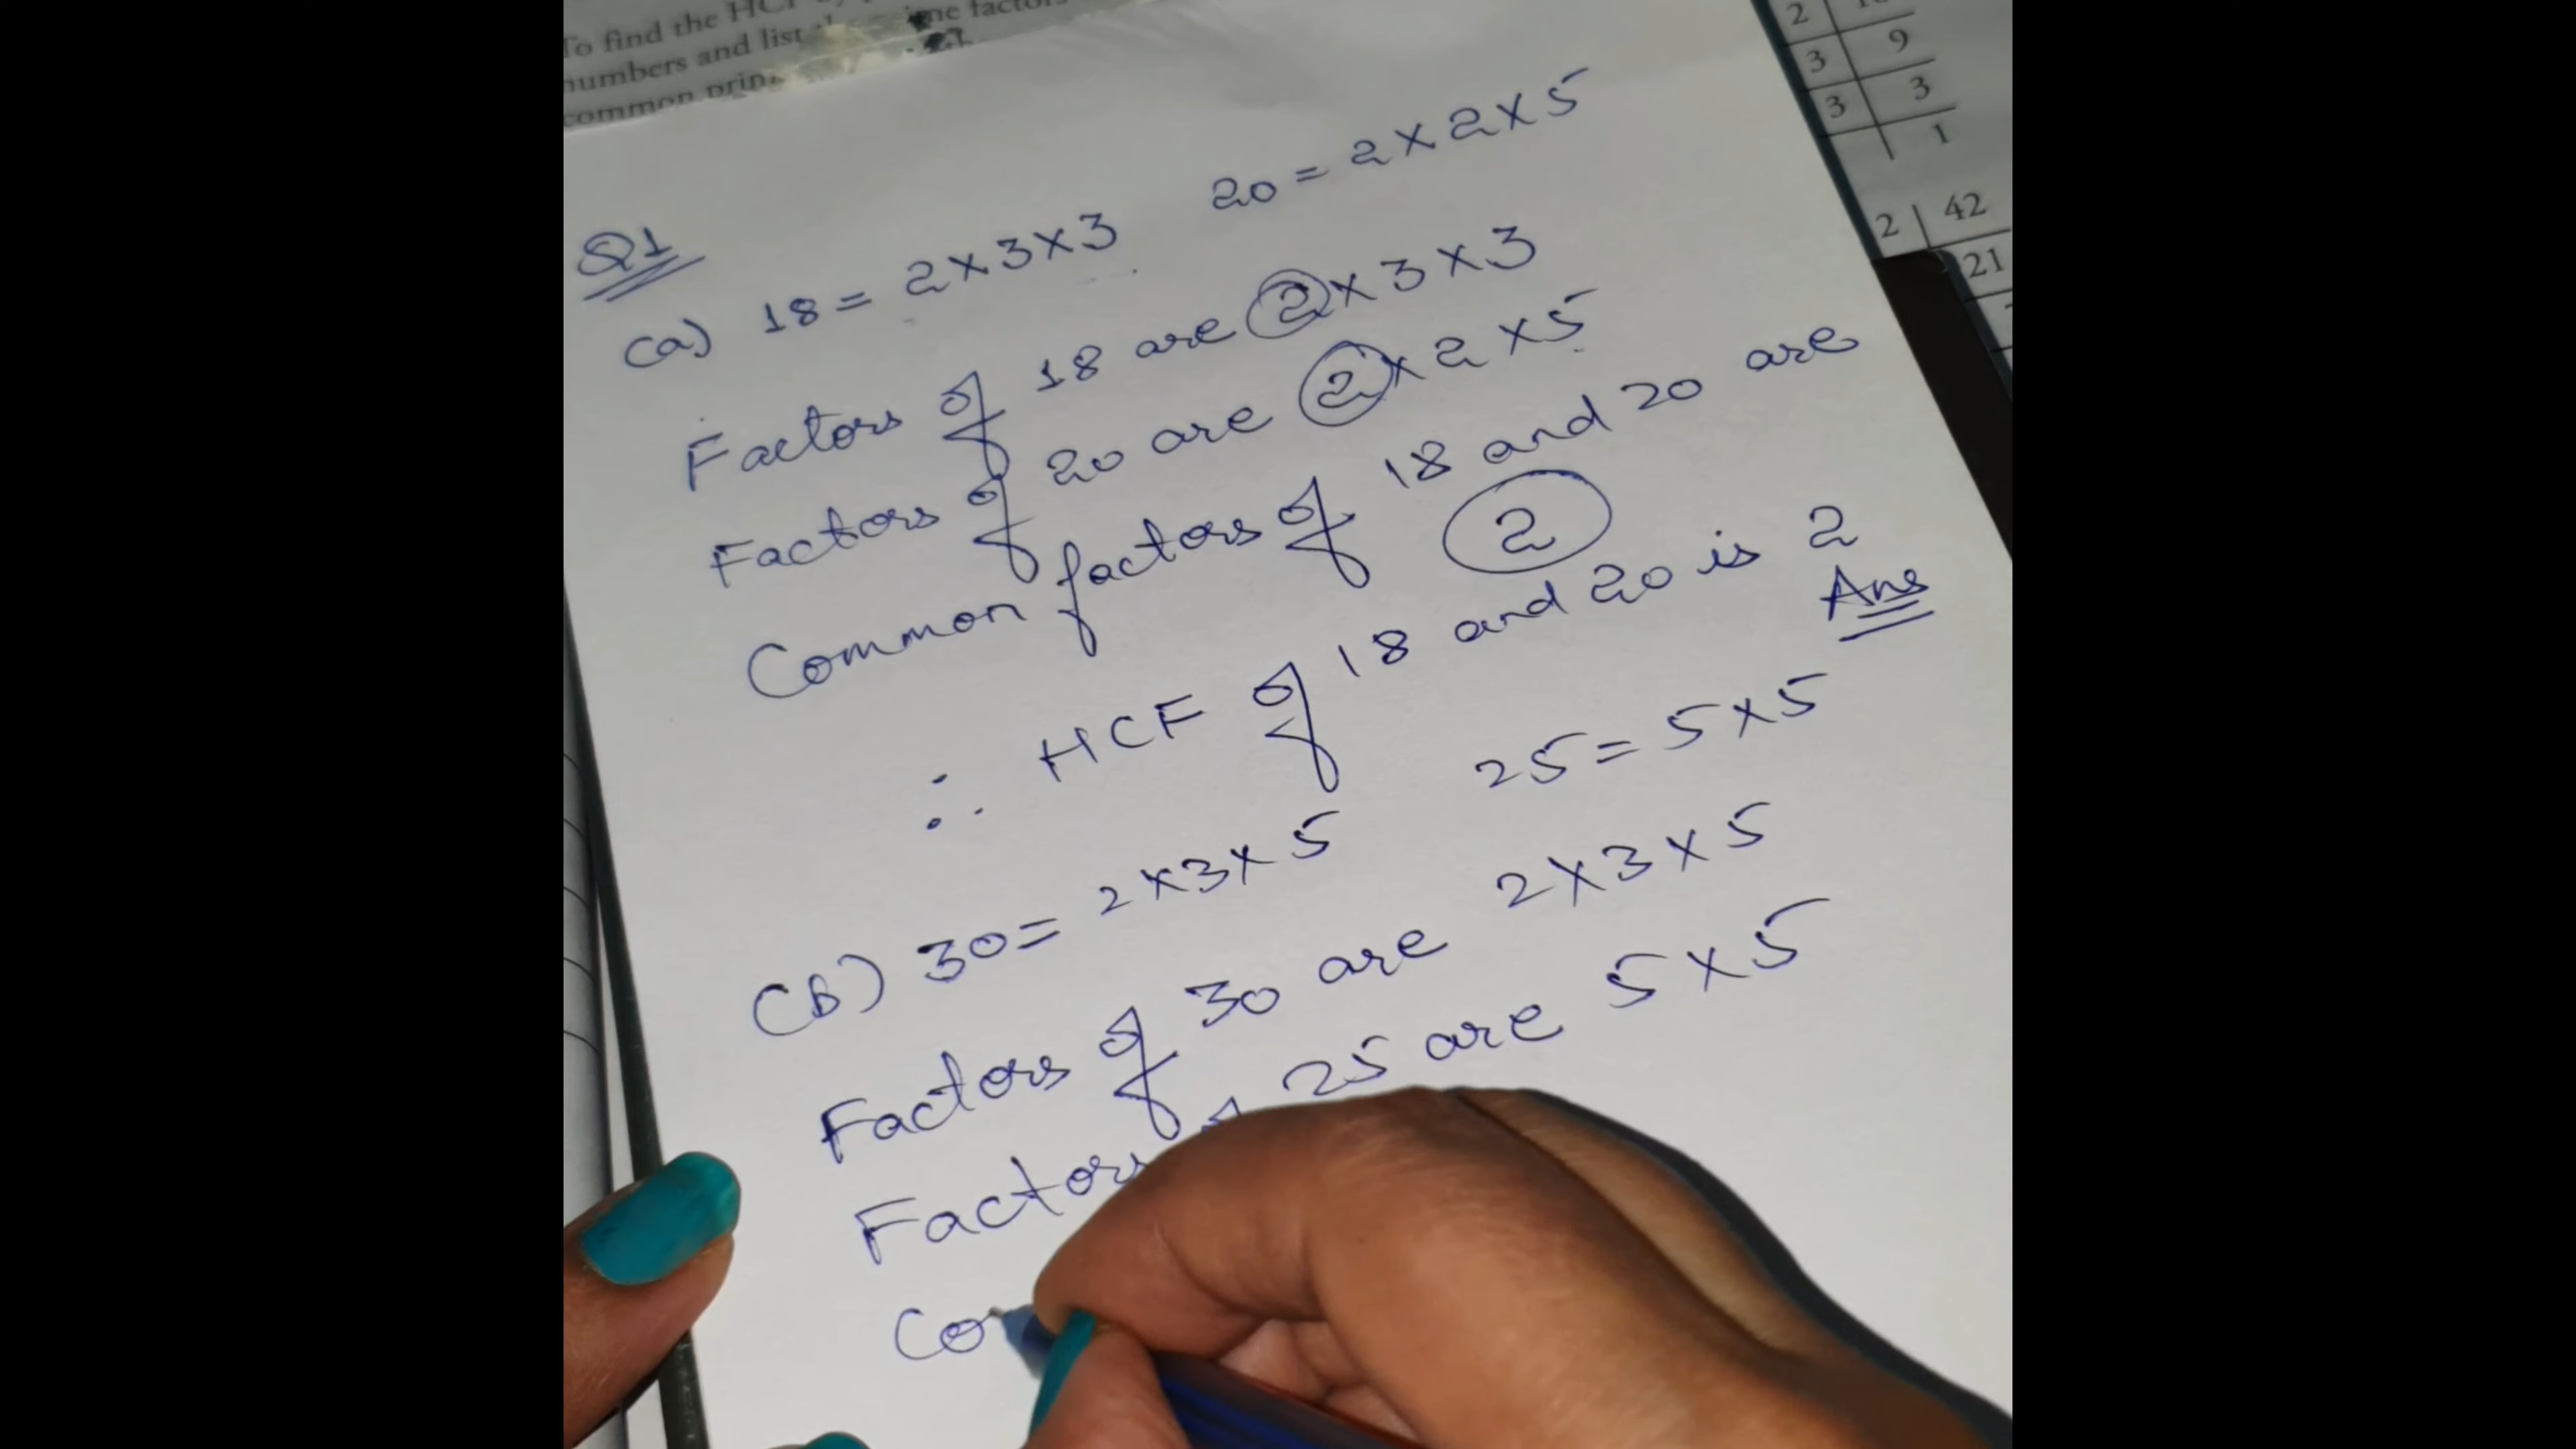 To find the HCF
numbers and list
common
Q1
(a) 18 = 2×3×3 20 = 2×2×5
Factors of 18 are 2×3×3
Factors of 20 are 2×2×5
Common factors of 18 and 20 are
2
∴ HCF of 18 and 20 is 2
Ans
(B) 30 = 2×3×5 25 = 5×5
Factors of 30 are 2×3×5
Factors 25 are 5×5
Co
2
3 9
3 3
1
2 42
21